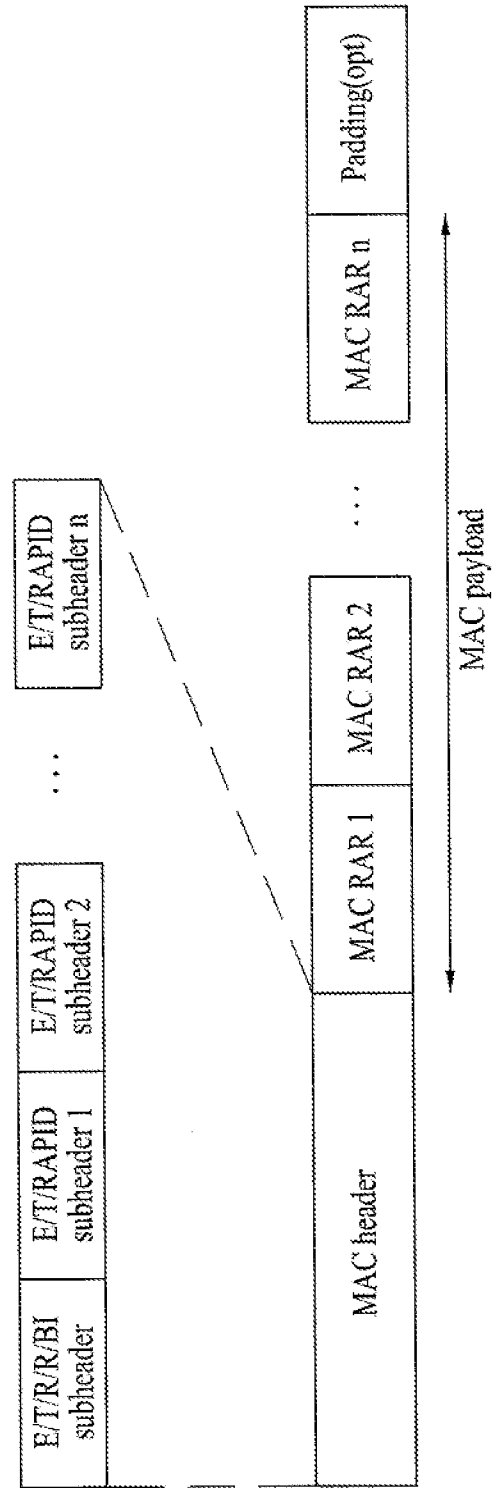 E/T/R/R/BI
subheader
E/T/RAPID
subheader 1
E/T/RAPID
subheader 2
...
E/T/RAPID
subheader n
MAC header
MAC RAR 1
MAC RAR 2
...
MAC RAR n
Padding(opt)
MAC payload